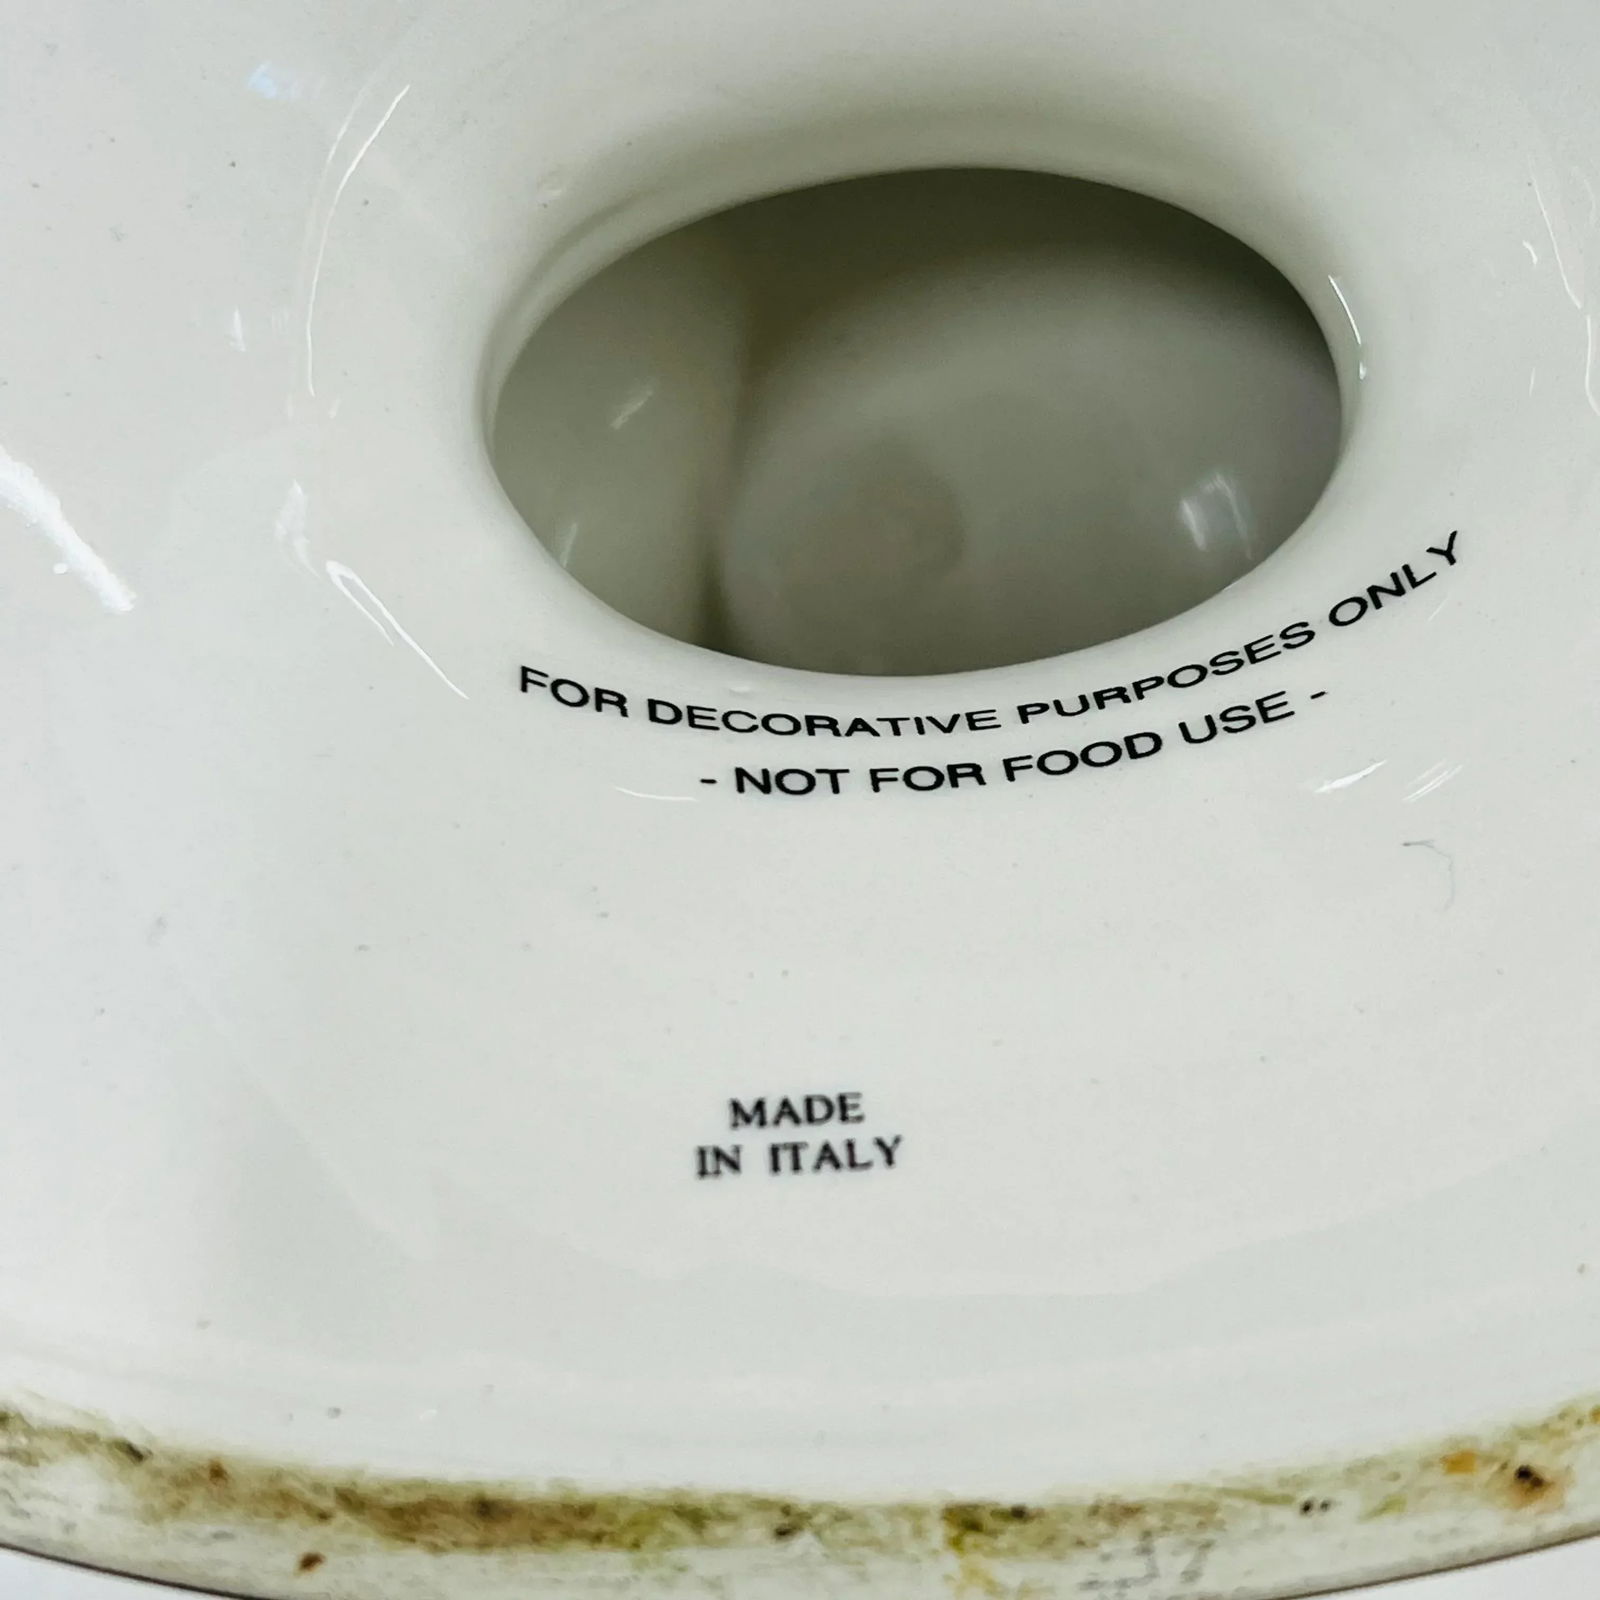 FOR DECORATIVE PURPOSES ONLY
- NOT FOR FOOD USE -
MADE
IN ITALY